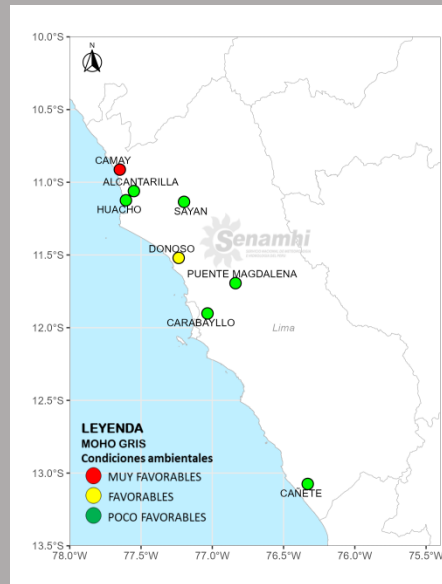 10.0°S
N
10.5°S
CAMAY
11.0°S
ALCANTARILLA
HUACHO
SAYAN
11.5°S
DONOSO
Senamhi
PUENTE MAGDALENA
12.0°S
CARABAYLLO
Lima
12.5°S
LEYENDA
MOHO GRIS
Condiciones ambientales
MUY FAVORABLES
FAVORABLES
POCO FAVORABLES
13.0°S
CAÑETE
13.5°S
78.0°W 77.5°W 77.0°W 76.5°W 76.0°W 75.5°W